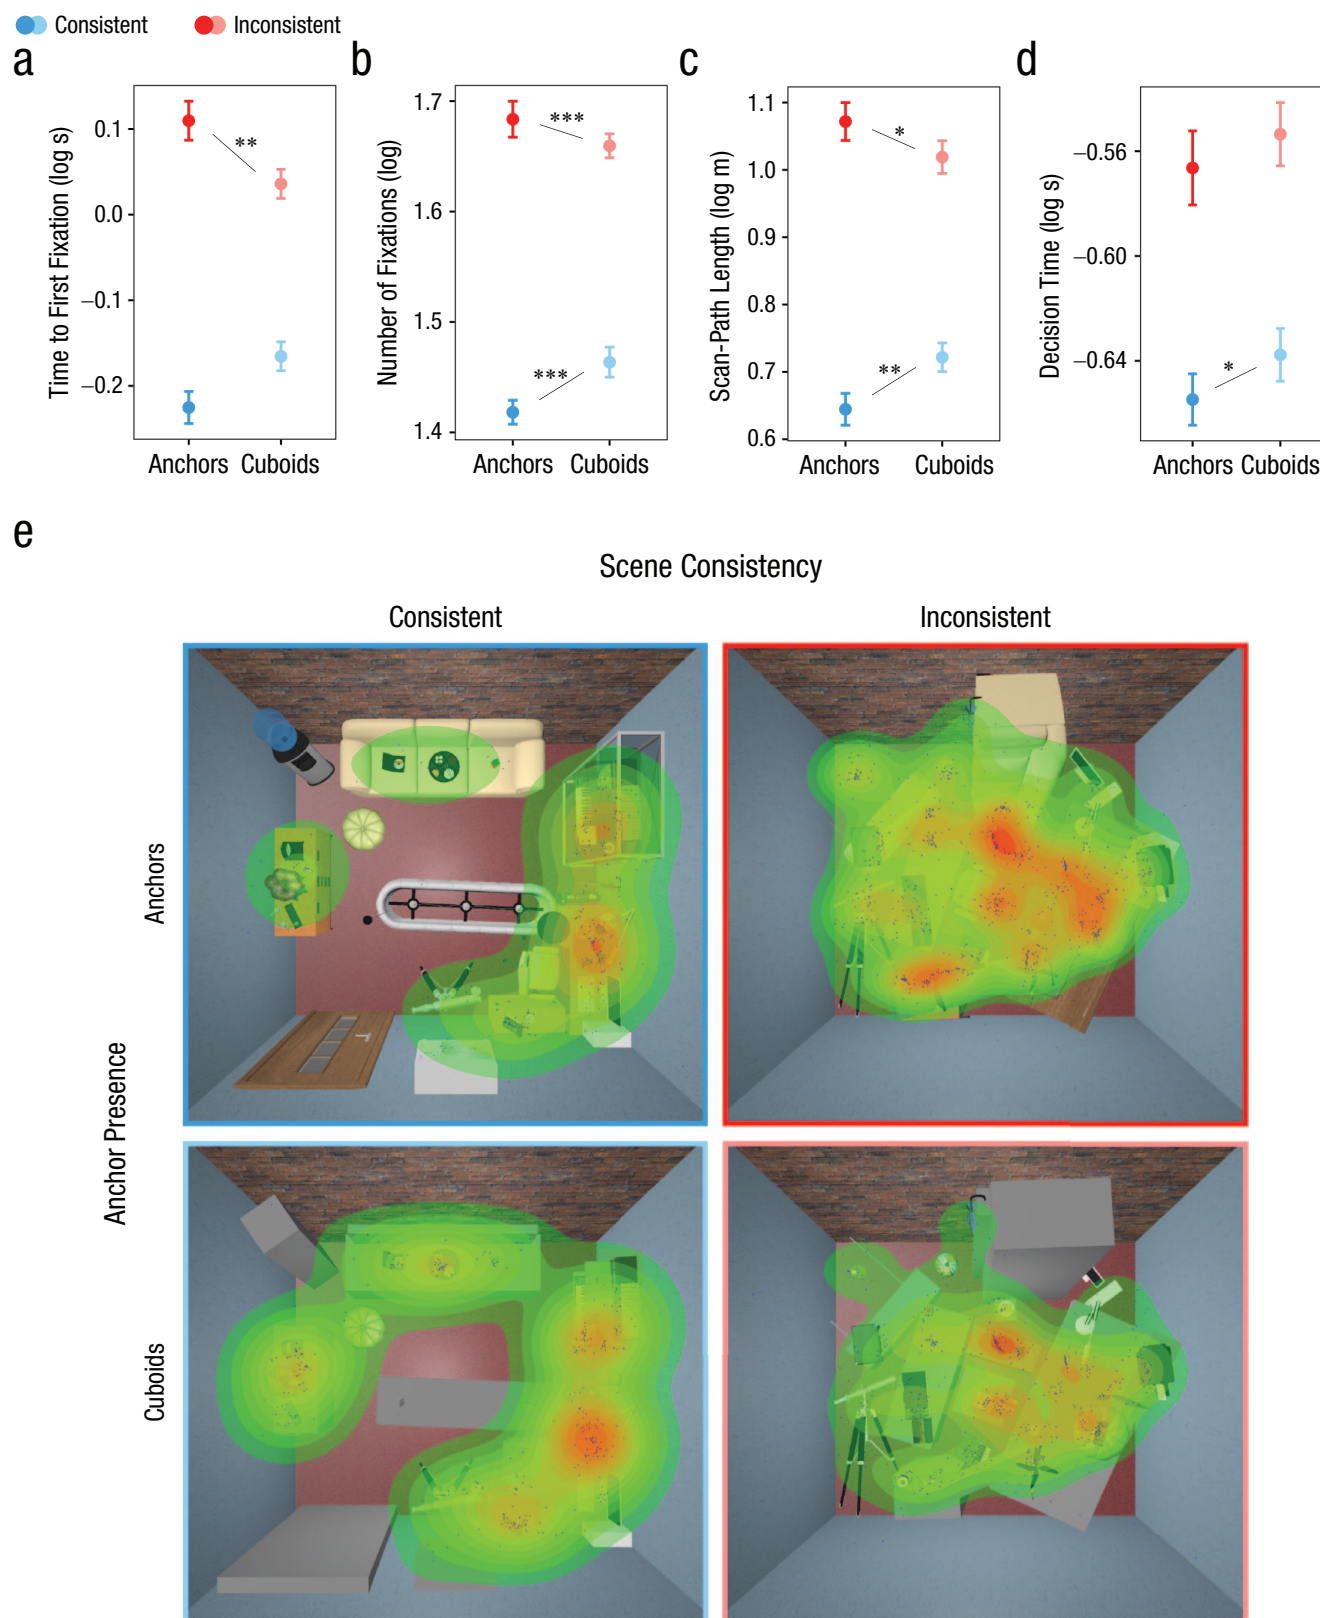 Consistent
Inconsistent
a
b
c
d
Time to First Fixation (log s)
0.1
0.0
−0.1
−0.2
**
Anchors
Cuboids
Number of Fixations (log)
1.7
1.6
1.5
1.4
***
***
Anchors
Cuboids
Scan-Path Length (log m)
1.1
1.0
0.9
0.8
0.7
0.6
*
**
Anchors
Cuboids
Decision Time (log s)
−0.56
−0.60
−0.64
*
Anchors
Cuboids
e
Scene Consistency
Consistent
Inconsistent
Anchor Presence
Anchors
Cuboids